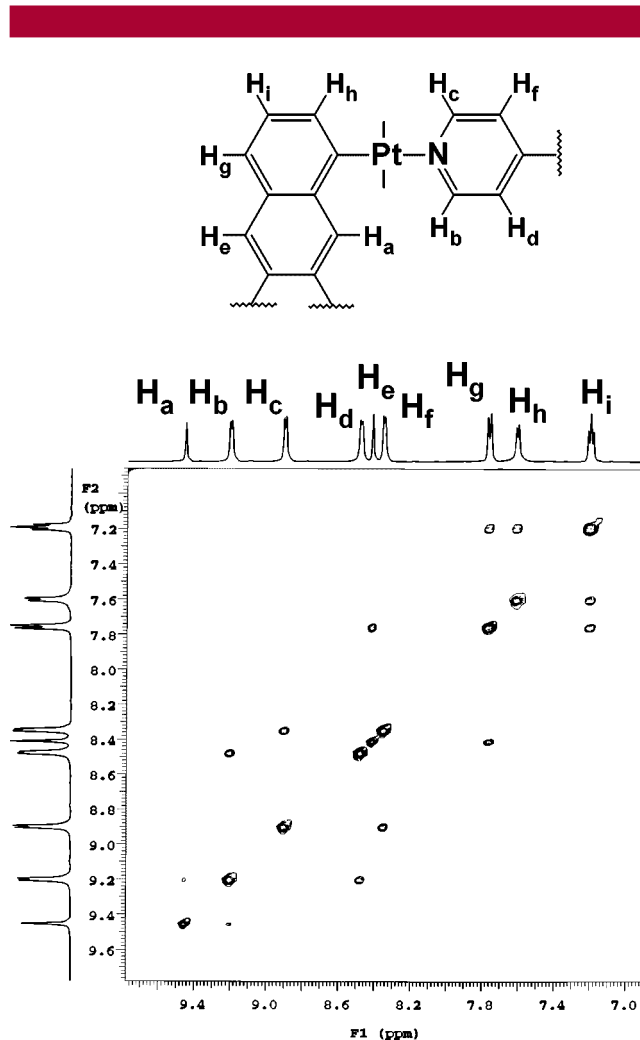 Hi Hh Hc Hf
Hg Pt N
He Ha Hb Hd
Ha Hb Hc Hd He Hf Hg Hh Hi
F2
(ppm)
7.2
7.4
7.6
7.8
8.0
8.2
8.4
8.6
8.8
9.0
9.2
9.4
9.6
9.4 9.0 8.6 8.2 7.8 7.4 7.0
F1 (ppm)